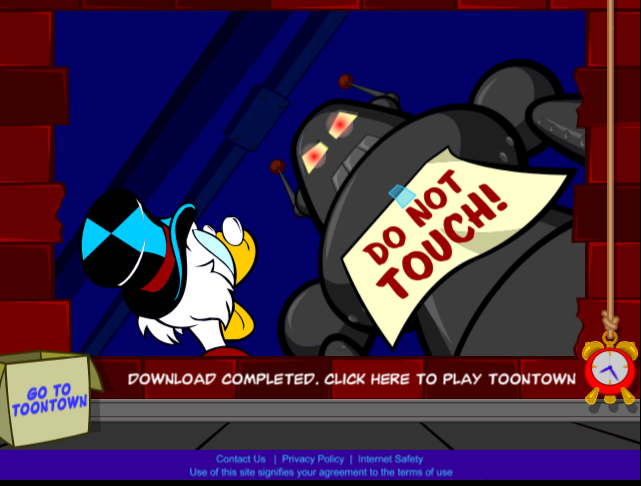 DO NOT
TOUCH!
DOWNLOAD COMPLETED. CLICK HERE TO PLAY TOONTOWN
GO TO
TOONTOWN
Contact Us | Privacy Policy | Internet Safety
Use of this site signifies your agreement to the terms of use